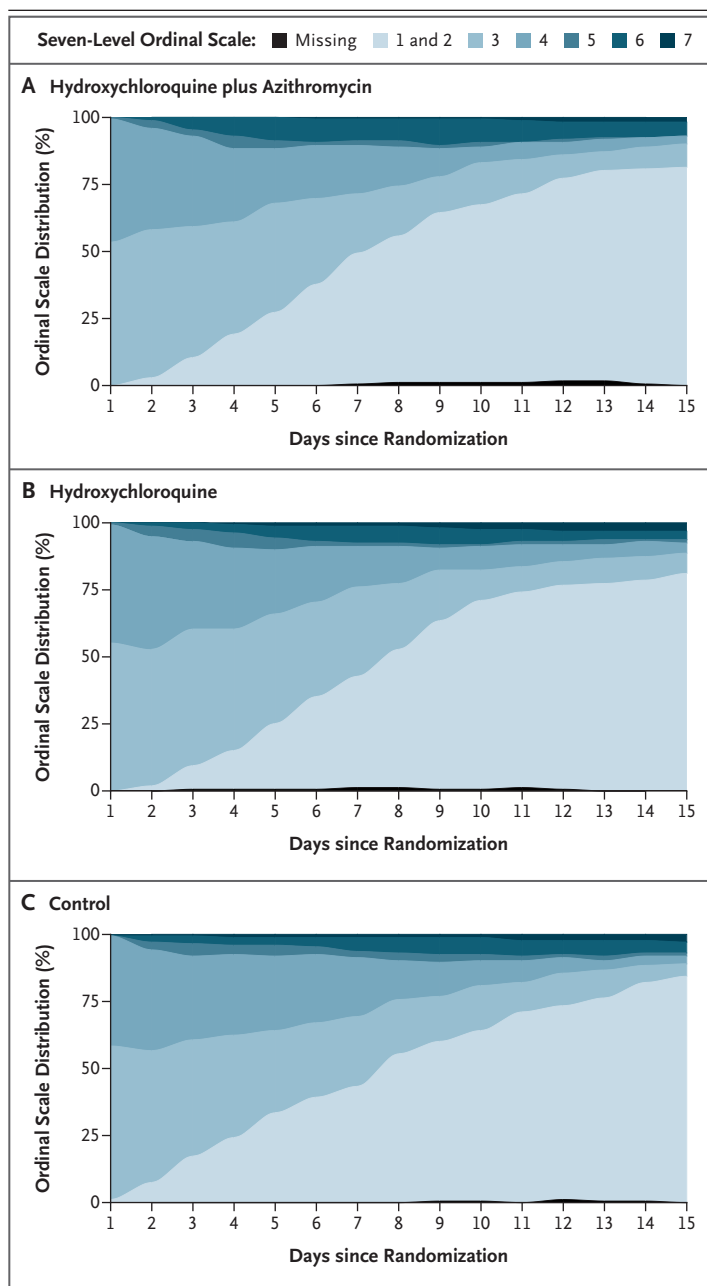 Seven-Level Ordinal Scale: Missing 1 and 2 3 4 5 6 7
A Hydroxychloroquine plus Azithromycin
100
75
50
25
0
Ordinal Scale Distribution (%)
1 2 3 4 5 6 7 8 9 10 11 12 13 14 15
Days since Randomization
B Hydroxychloroquine
100
75
50
25
0
Ordinal Scale Distribution (%)
1 2 3 4 5 6 7 8 9 10 11 12 13 14 15
Days since Randomization
C Control
100
75
50
25
0
Ordinal Scale Distribution (%)
1 2 3 4 5 6 7 8 9 10 11 12 13 14 15
Days since Randomization